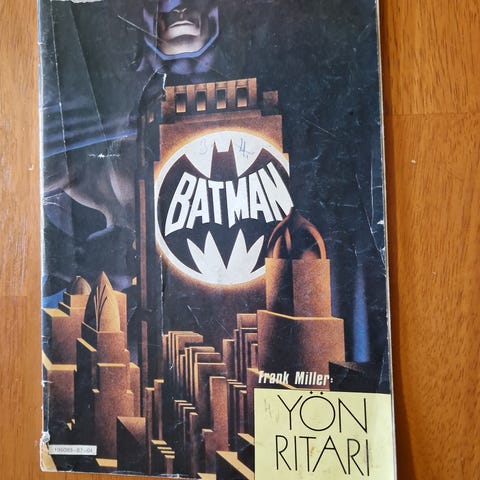 BATMAN
Frank Miller:
YÖN
RITARI